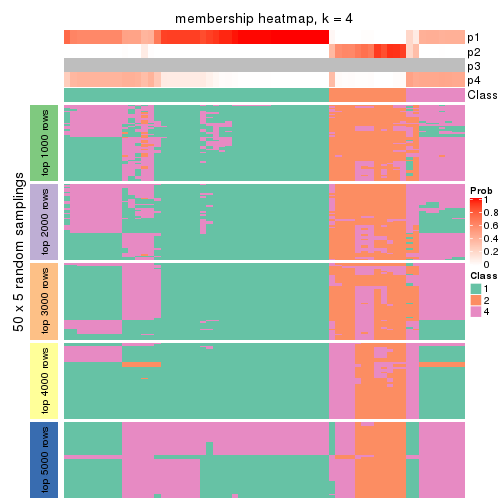 membership heatmap, k = 4
p1
p2
p3
p4
Class
50 x 5 random samplings
top 1000 rows
top 2000 rows
top 3000 rows
top 4000 rows
top 5000 rows
Prob
1
0.8
0.6
0.4
0.2
0
Class
1
2
4